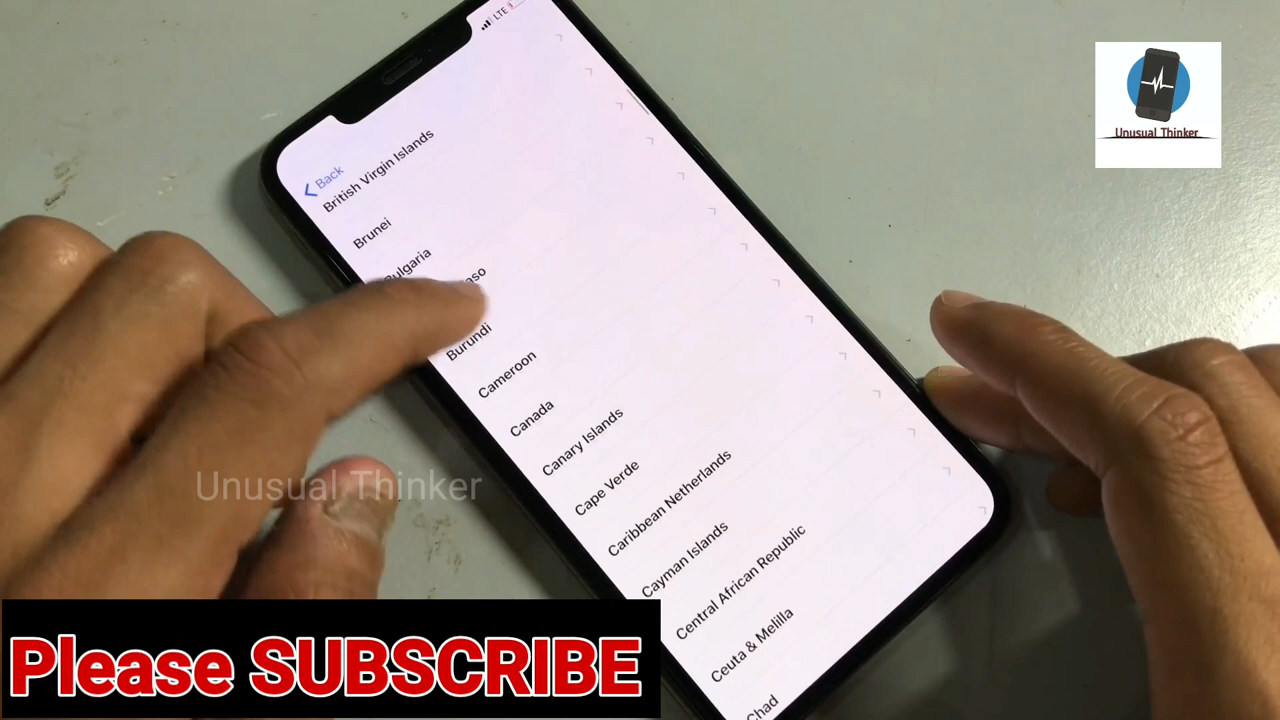 LTE
Back
British Virgin Islands
Brunei
Bulgaria
Burundi
Cameroon
Canada
Canary Islands
Cape Verde
Caribbean Netherlands
Cayman Islands
Central African Republic
Ceuta & Melilla
Chad
Unusual Thinker
Unusual Thinker
Please SUBSCRIBE